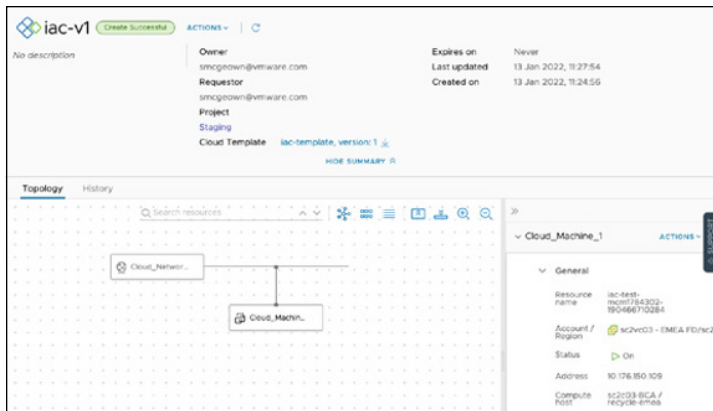 iac-v1 Create Successful ACTIONS
No description
Owner
smcgeown@vmware.com
Requestor
smcgeown@vmware.com
Project
Staging
Cloud Template iac-template, version: 1
Expires on Never
Last updated 13 Jan 2022, 11:27:54
Created on 13 Jan 2022, 11:24:56
HIDE SUMMARY
Topology History
Search resources
Cloud_Networ...
Cloud_Machin...
Cloud_Machine_1 ACTIONS
SUPPORT
General
Resource name iac-test-
mcm1784302-
190466710284
Account / Region sc2vc03 - EMEA FD/sc2
Status On
Address 10.176.150.109
Compute host sc2c03-BCA /
recycle-emea